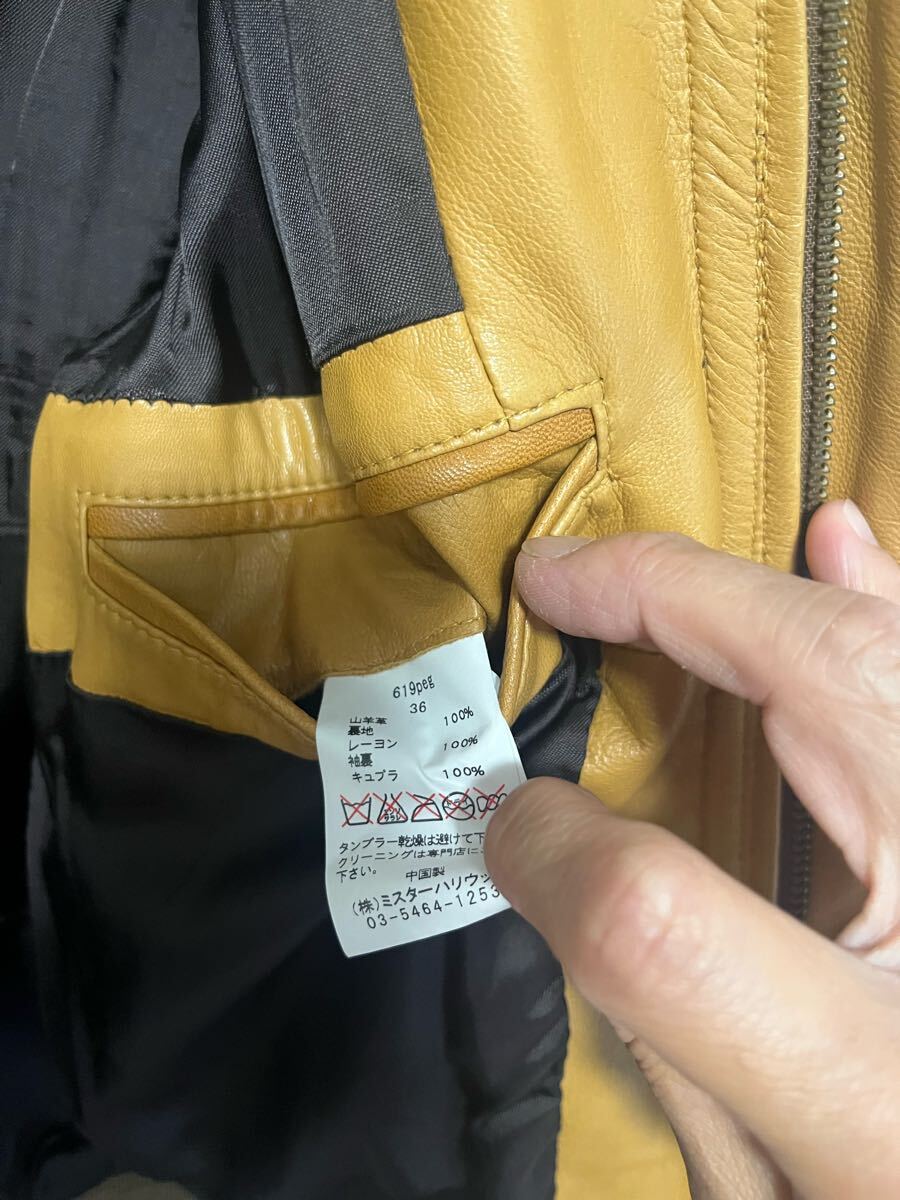 619peg
36
山羊革 100%
裏地
レーヨン 100%
袖裏
キュプラ 100%
タンブラー乾燥は避けて下
クリーニングは専門店に
下さい。
中国製
(株)ミスターハリウッ
03-5464-1253